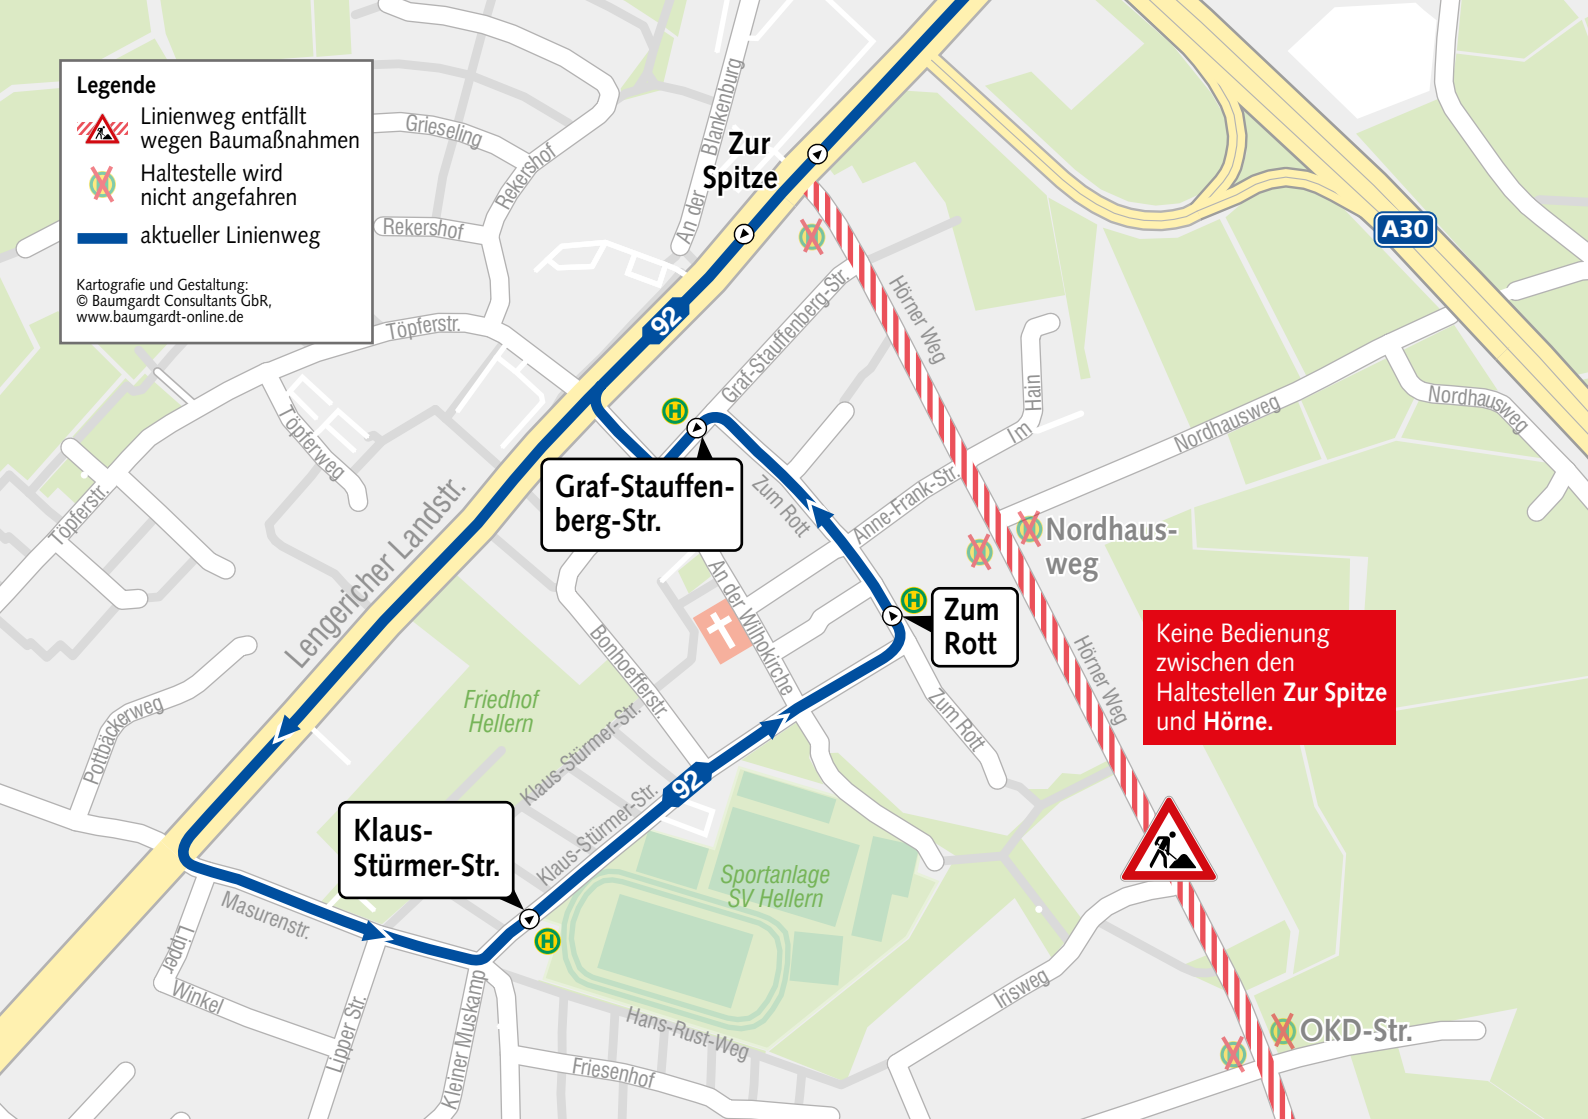 Legende
Linienweg entfällt
wegen Baumaßnahmen
Haltestelle wird
nicht angefahren
aktueller Linienweg
Kartografie und Gestaltung:
© Baumgardt Consultants GbR,
www.baumgardt-online.de
Grieseling
Rekershof
Rekershof
An der Blankenburg
Zur
Spitze
A30
Töpferstr.
92
Graf-Stauffenberg-Str.
Hörner Weg
Im Hain
Nordhausweg
Nordhausweg
Töpferweg
Töpferstr.
Lengericher Landstr.
Graf-Stauffen-
berg-Str.
Zum Rott
Anne-Frank-Str.
Nordhaus-
weg
H
H
Zum
Rott
An der Wilhokirche
Bonhoefferstr.
Hörner Weg
Keine Bedienung
zwischen den
Haltestellen Zur Spitze
und Hörne.
Friedhof
Hellern
Pottbäckerweg
Klaus-Stürmer-Str.
Zum Rott
92
Klaus-
Stürmer-Str.
Klaus-Stürmer-Str.
Sportanlage
SV Hellern
H
Masurenstr.
Lipper
Winkel
Lipper Str.
Kleiner Muskamp
Hans-Rust-Weg
Friesenhof
Irisweg
OKD-Str.